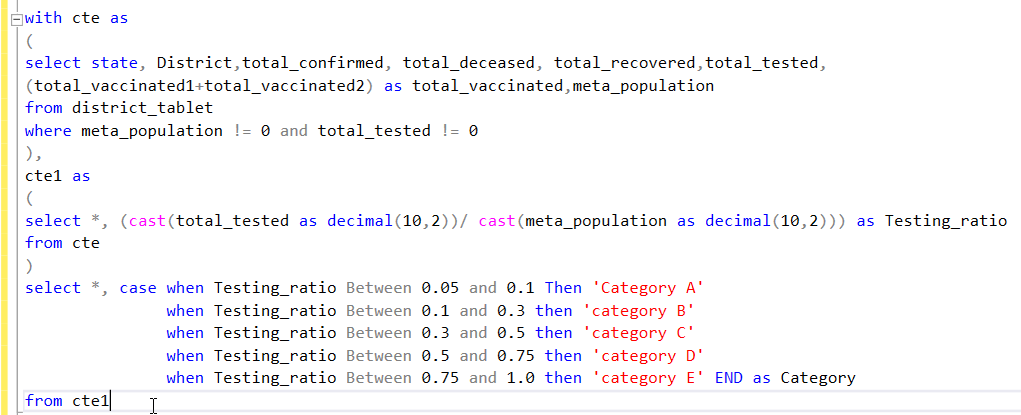 with cte as
(
select state, District,total_confirmed, total_deceased, total_recovered,total_tested,
(total_vaccinated1+total_vaccinated2) as total_vaccinated,meta_population
from district_tablet
where meta_population != 0 and total_tested != 0
),
cte1 as
(
select *, (cast(total_tested as decimal(10,2))/ cast(meta_population as decimal(10,2))) as Testing_ratio
from cte
)
select *, case when Testing_ratio Between 0.05 and 0.1 Then 'Category A'
when Testing_ratio Between 0.1 and 0.3 then 'category B'
when Testing_ratio Between 0.3 and 0.5 then 'category C'
when Testing_ratio Between 0.5 and 0.75 then 'category D'
when Testing_ratio Between 0.75 and 1.0 then 'category E' END as Category
from cte1